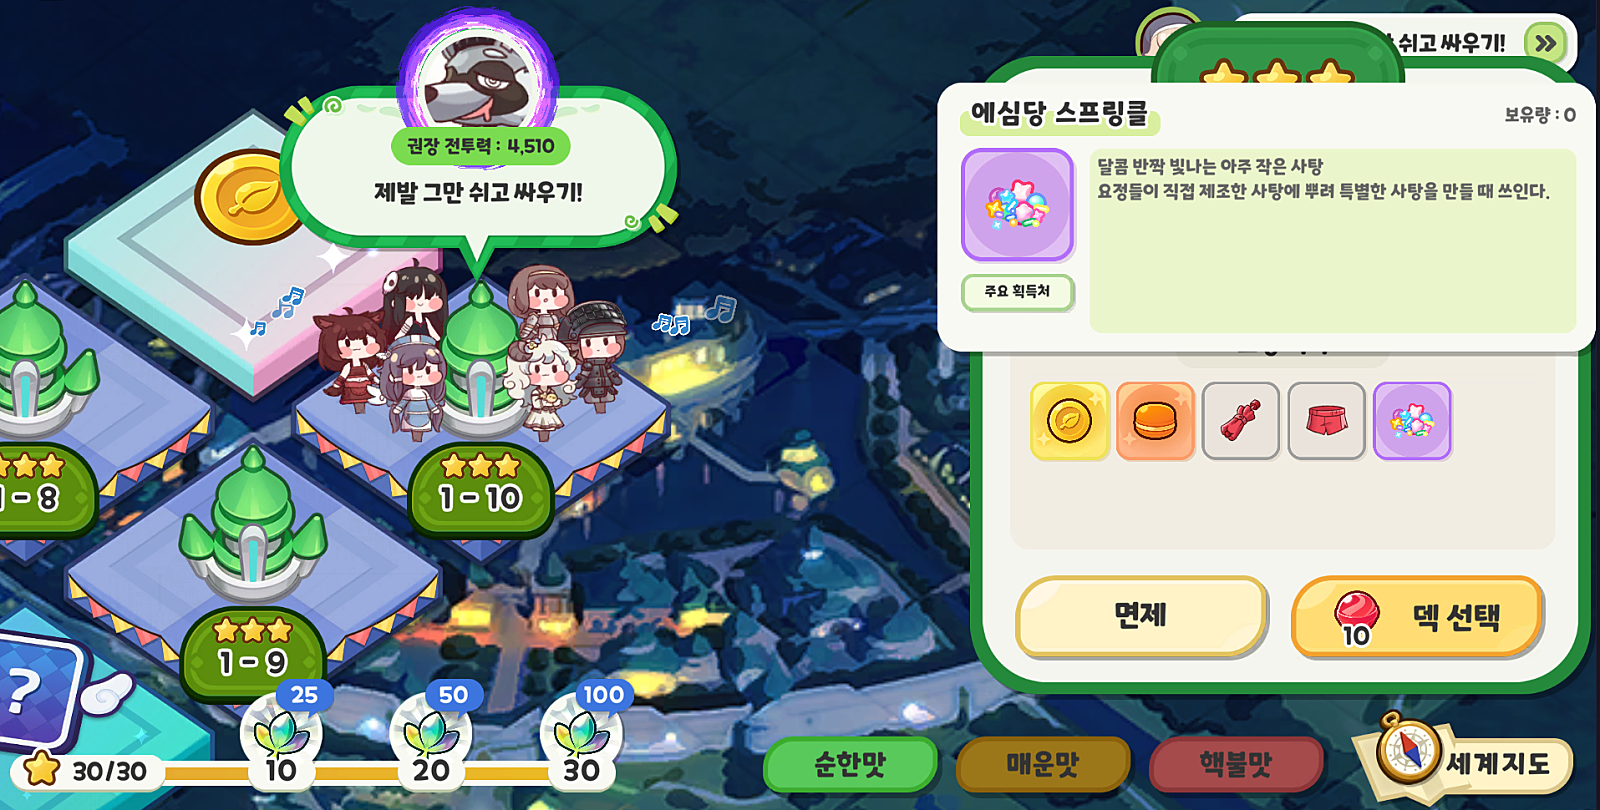 권장 전투력 : 4,510
제발 그만 쉬고 싸우기!
쉬고 싸우기!
에심당 스프링클
보유량 : 0
달콤 반짝 빛나는 아주 작은 사탕
요정들이 직접 제조한 사탕에 뿌려 특별한 사탕을 만들 때 쓰인다.
주요 획득처
1 - 8
1 - 10
1 - 9
?
면제
10
덱 선택
25
50
100
30/30
10
20
30
순한맛
매운맛
핵불맛
세계지도